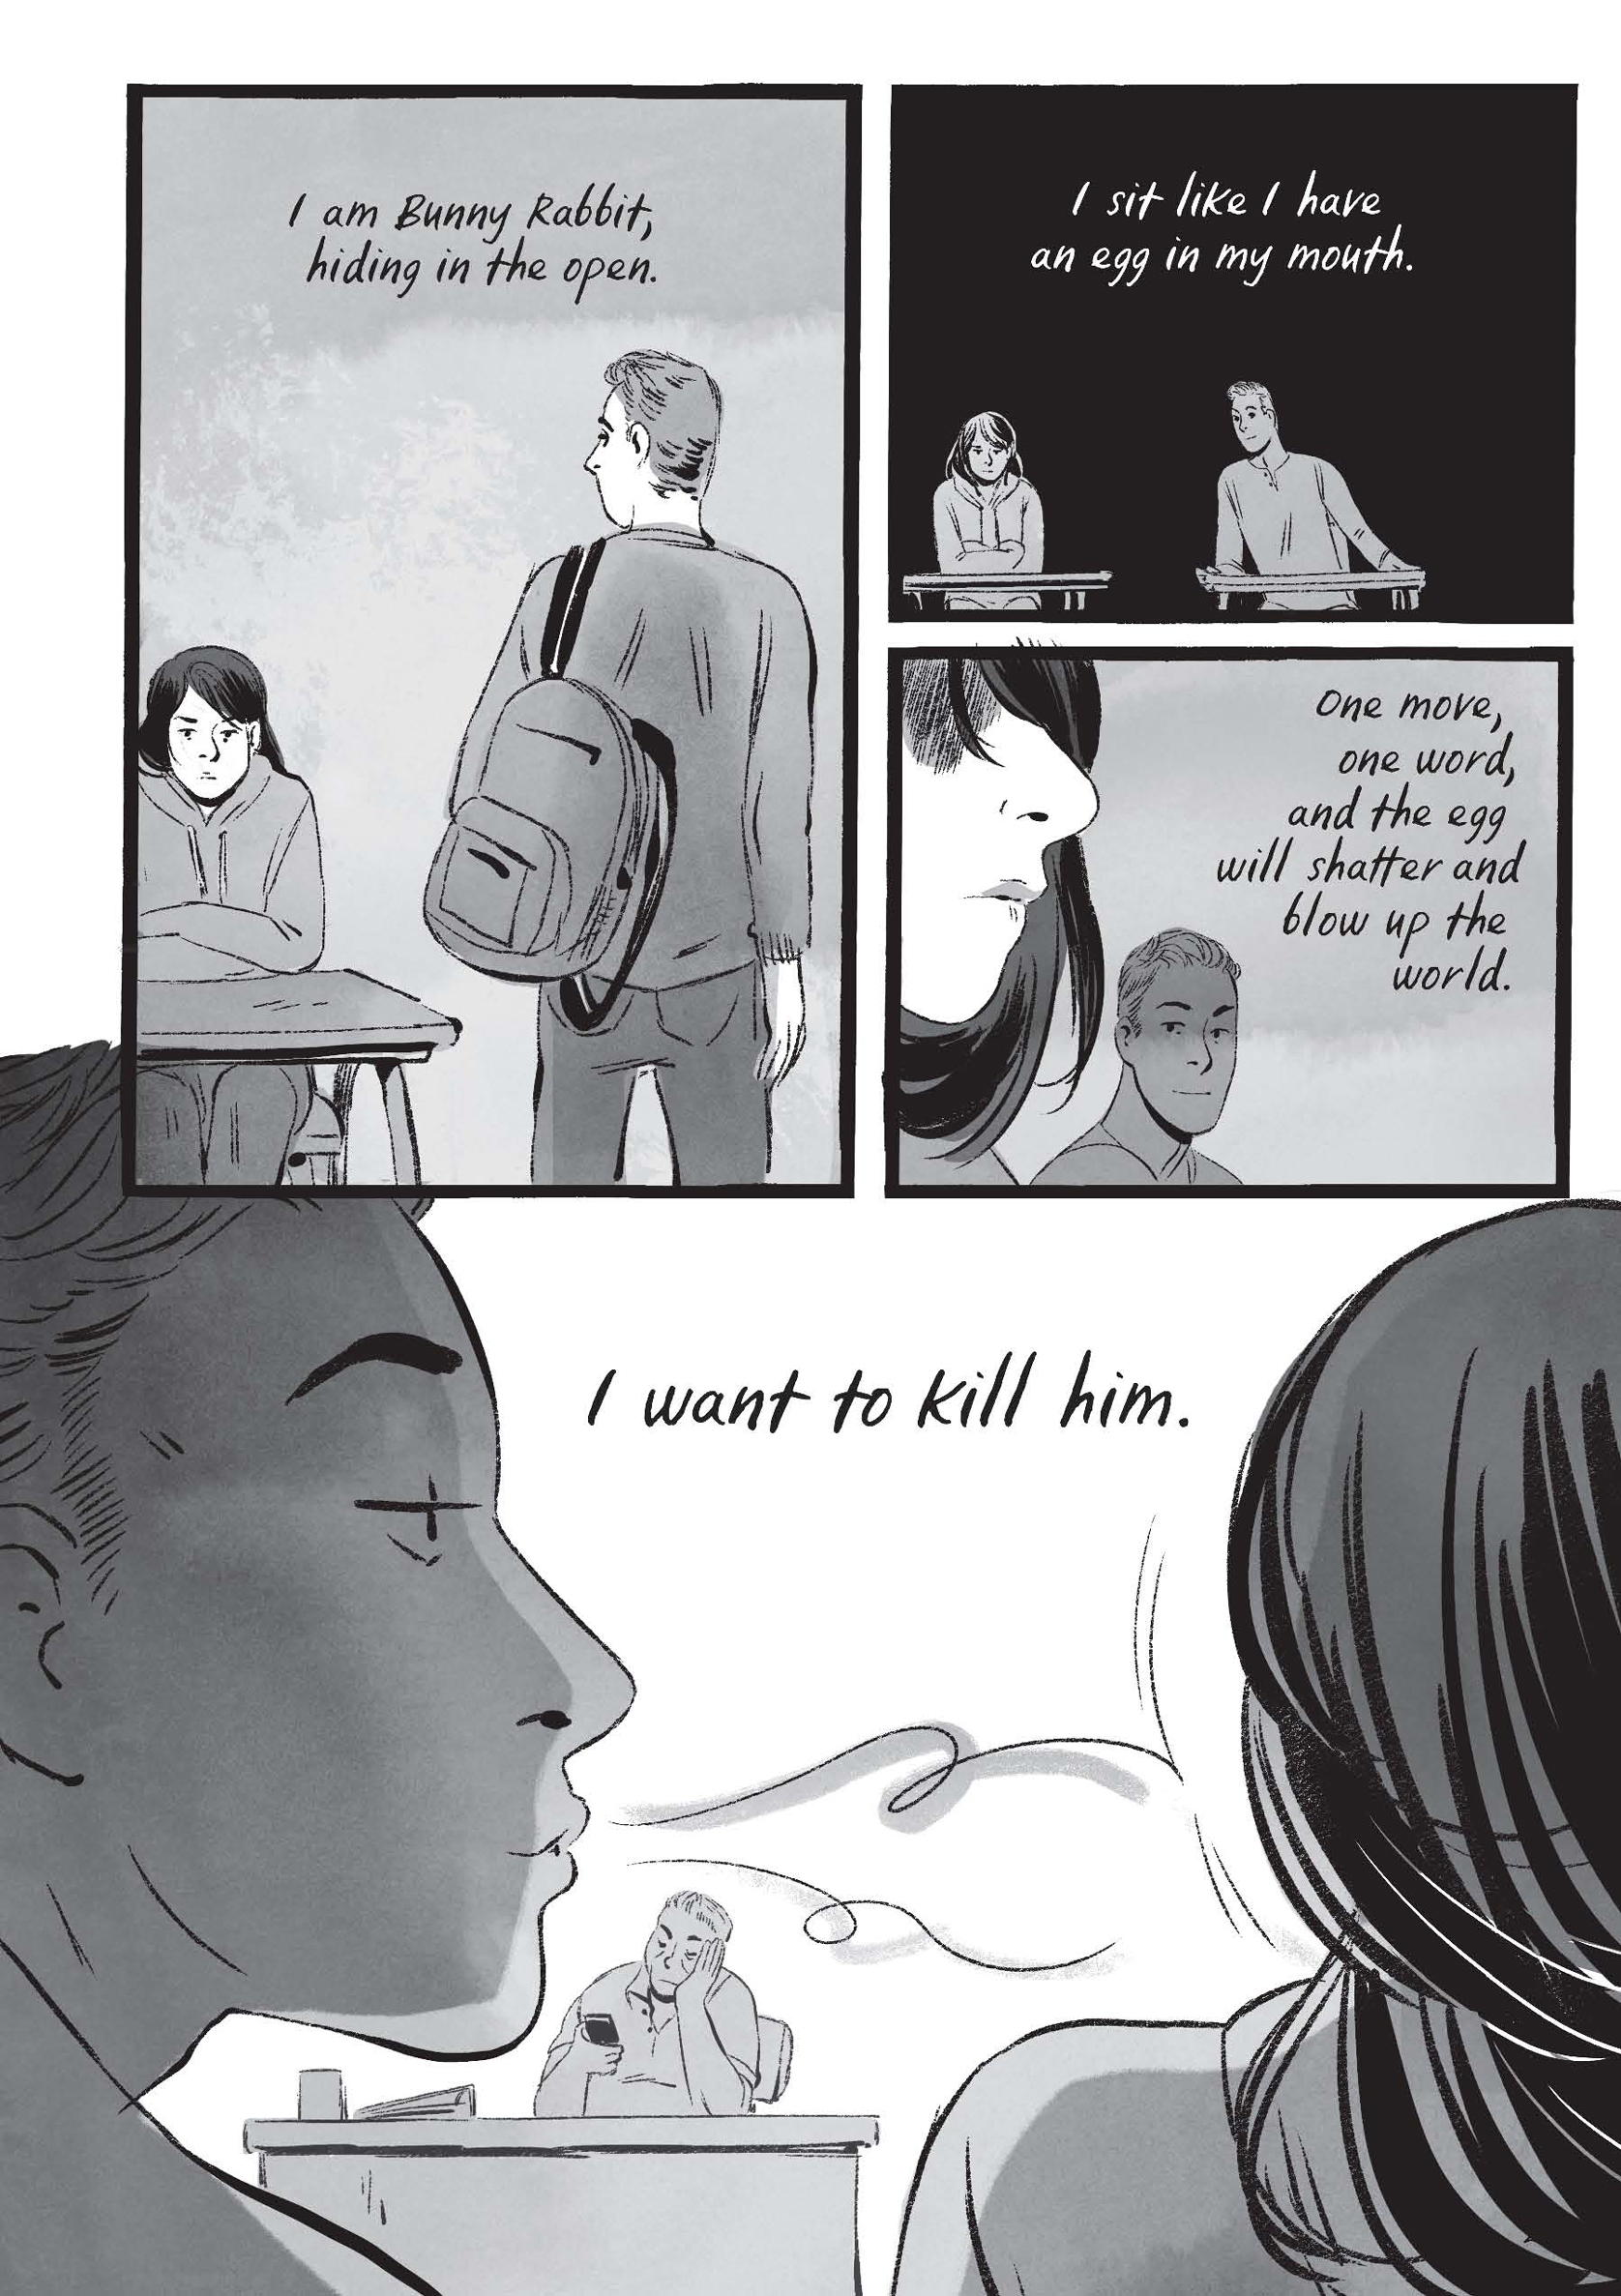 I am Bunny Rabbit,
hiding in the open.
I sit like I have
an egg in my mouth.
One move,
one word,
and the egg
will shatter and
blow up the
world.
I want to kill him.